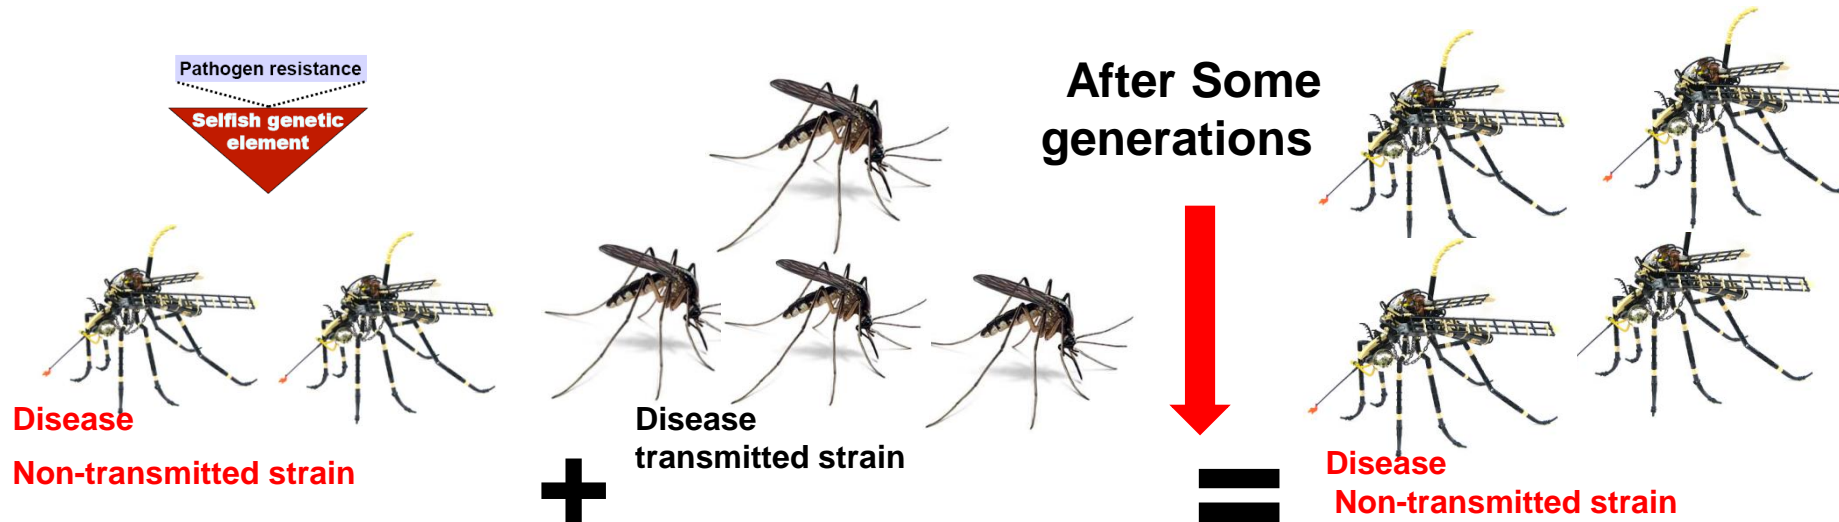 Pathogen resistance
Selfish genetic
element
Disease
Non-transmitted strain
+
Disease
transmitted strain
After Some
generations
=
Disease
Non-transmitted strain